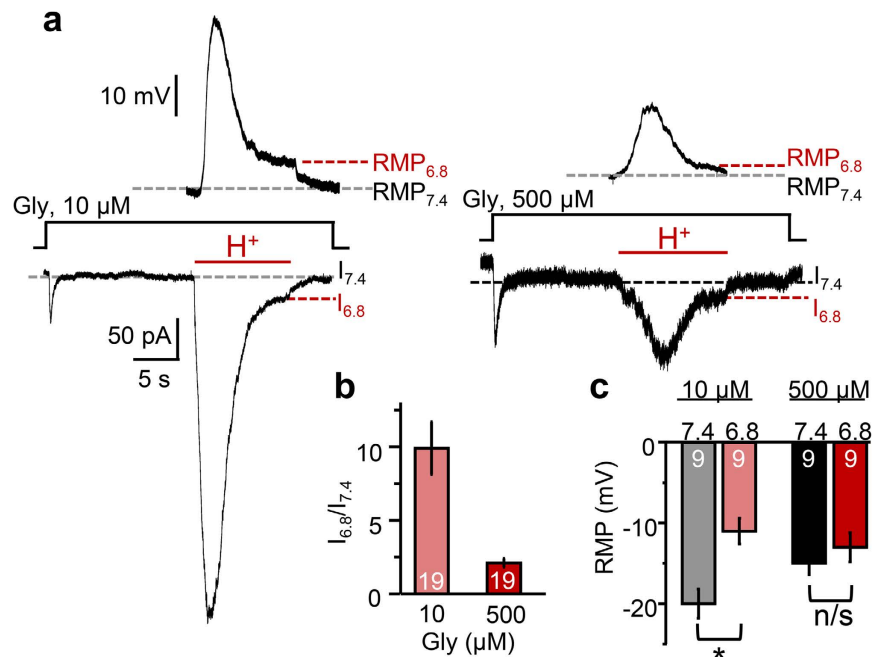 a
10 mV
RMP6.8
RMP7.4
Gly, 10 µM
H+
I7.4
I6.8
50 pA
5 s
RMP6.8
RMP7.4
Gly, 500 µM
H+
I7.4
I6.8
b
I6.8/I7.4
10
5
0
19
19
10
500
Gly (µM)
c
10 µM
500 µM
7.4 6.8
7.4 6.8
9
9
9
9
RMP (mV)
0
-10
-20
*
n/s